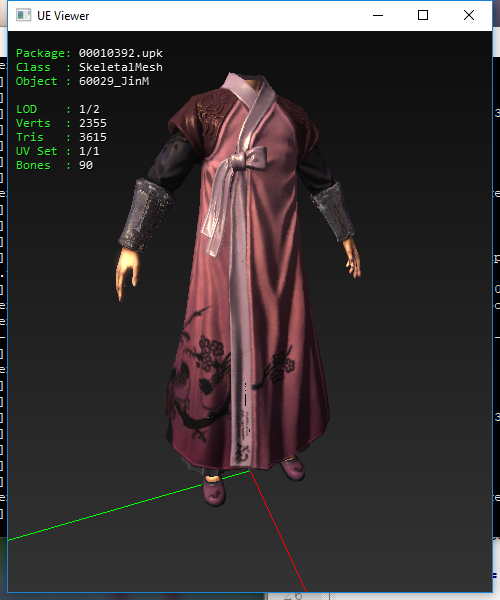 UE Viewer
Package: 00010392.upk
Class : SkeletalMesh
Object : 60029_JinM
LOD : 1/2
Verts : 2355
Tris : 3615
UV Set : 1/1
Bones : 90